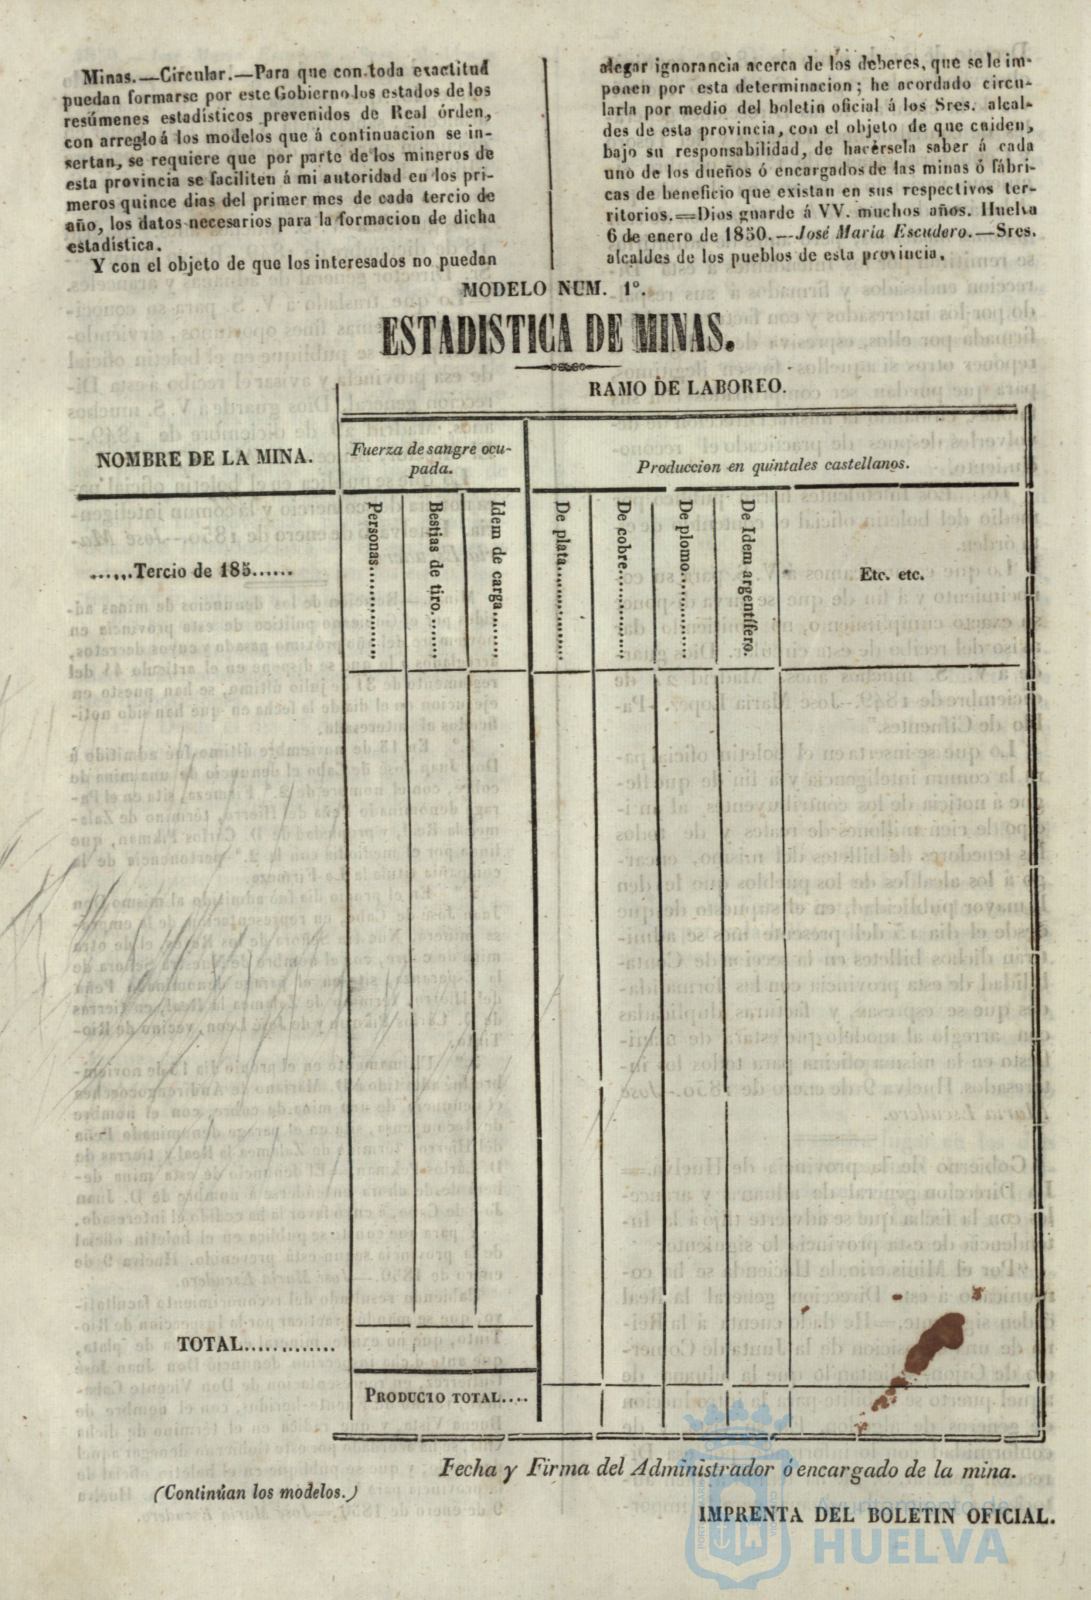 Minas.—Circular.—Para que con toda exactitud
puedan formarse por este Gobierno los estados de los
resúmenes estadísticos prevenidos de Real órden,
con arreglo á los modelos que á continuacion se in-
sertan, se requiere que por parte de los mineros de
esta provincia se faciliten á mi autoridad en los pri-
meros quince dias del primer mes de cada tercio de
año, los datos necesarios para la formacion de dicha
estadística.
Y con el objeto de que los interesados no puedan
alegar ignorancia acerca de los deberes, que se le im-
ponen por esta determinacion; he acordado circu-
larla por medio del boletin oficial á los Sres. alcal-
des de esta provincia, con el objeto de que cuiden,
bajo su responsabilidad, de hacérsela saber á cada
uno de los dueños ó encargados de las minas ó fábri-
cas de beneficio que existan en sus respectivos ter-
ritorios.=Dios guarde á VV. muchos años. Huelva
6 de enero de 1850.—José Maria Escudero.—Sres.
alcaldes de los pueblos de esta provincia.
MODELO NUM. 1º.
ESTADISTICA DE MINAS.
RAMO DE LABOREO.
NOMBRE DE LA MINA.
Fuerza de sangre ocu-
pada.
Produccion en quintales castellanos.
......Tercio de 185......
Personas.............
Bestias de tiro........
Idem de carga........
De plata.............
De cobre.............
De plomo.............
De Idem argentífero.
Etc. etc.
TOTAL.............
PRODUCTO TOTAL....
Fecha y Firma del Administrador ó encargado de la mina.
(Continúan los modelos.)
IMPRENTA DEL BOLETIN OFICIAL.
Ayuntamiento de
HUELVA